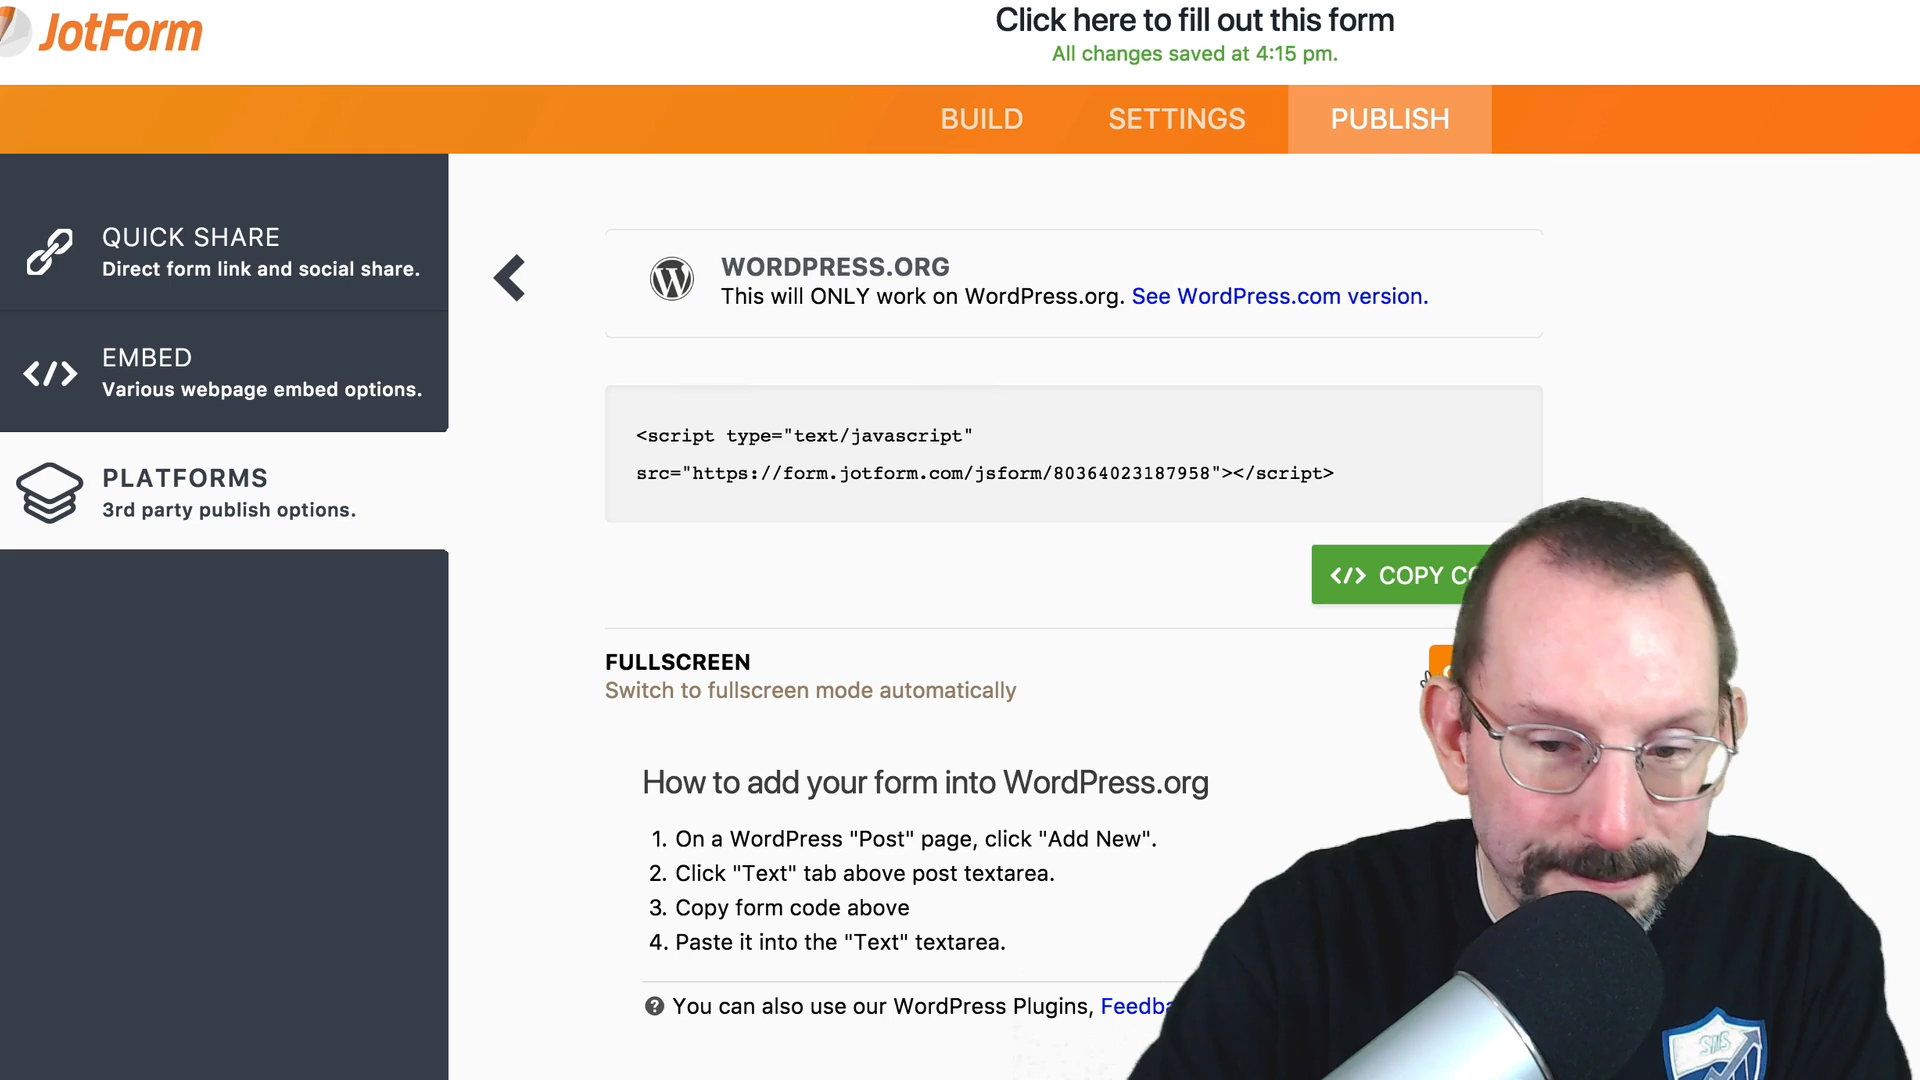 JotForm
Click here to fill out this form
All changes saved at 4:15 pm.
BUILD
SETTINGS
PUBLISH
QUICK SHARE
Direct form link and social share.
EMBED
Various webpage embed options.
PLATFORMS
3rd party publish options.
WORDPRESS.ORG
This will ONLY work on WordPress.org. See WordPress.com version.
<script type="text/javascript"
src="https://form.jotform.com/jsform/80364023187958"></script>
</> COPY
FULLSCREEN
Switch to fullscreen mode automatically
How to add your form into WordPress.org
1. On a WordPress "Post" page, click "Add New".
2. Click "Text" tab above post textarea.
3. Copy form code above
4. Paste it into the "Text" textarea.
You can also use our WordPress Plugins,